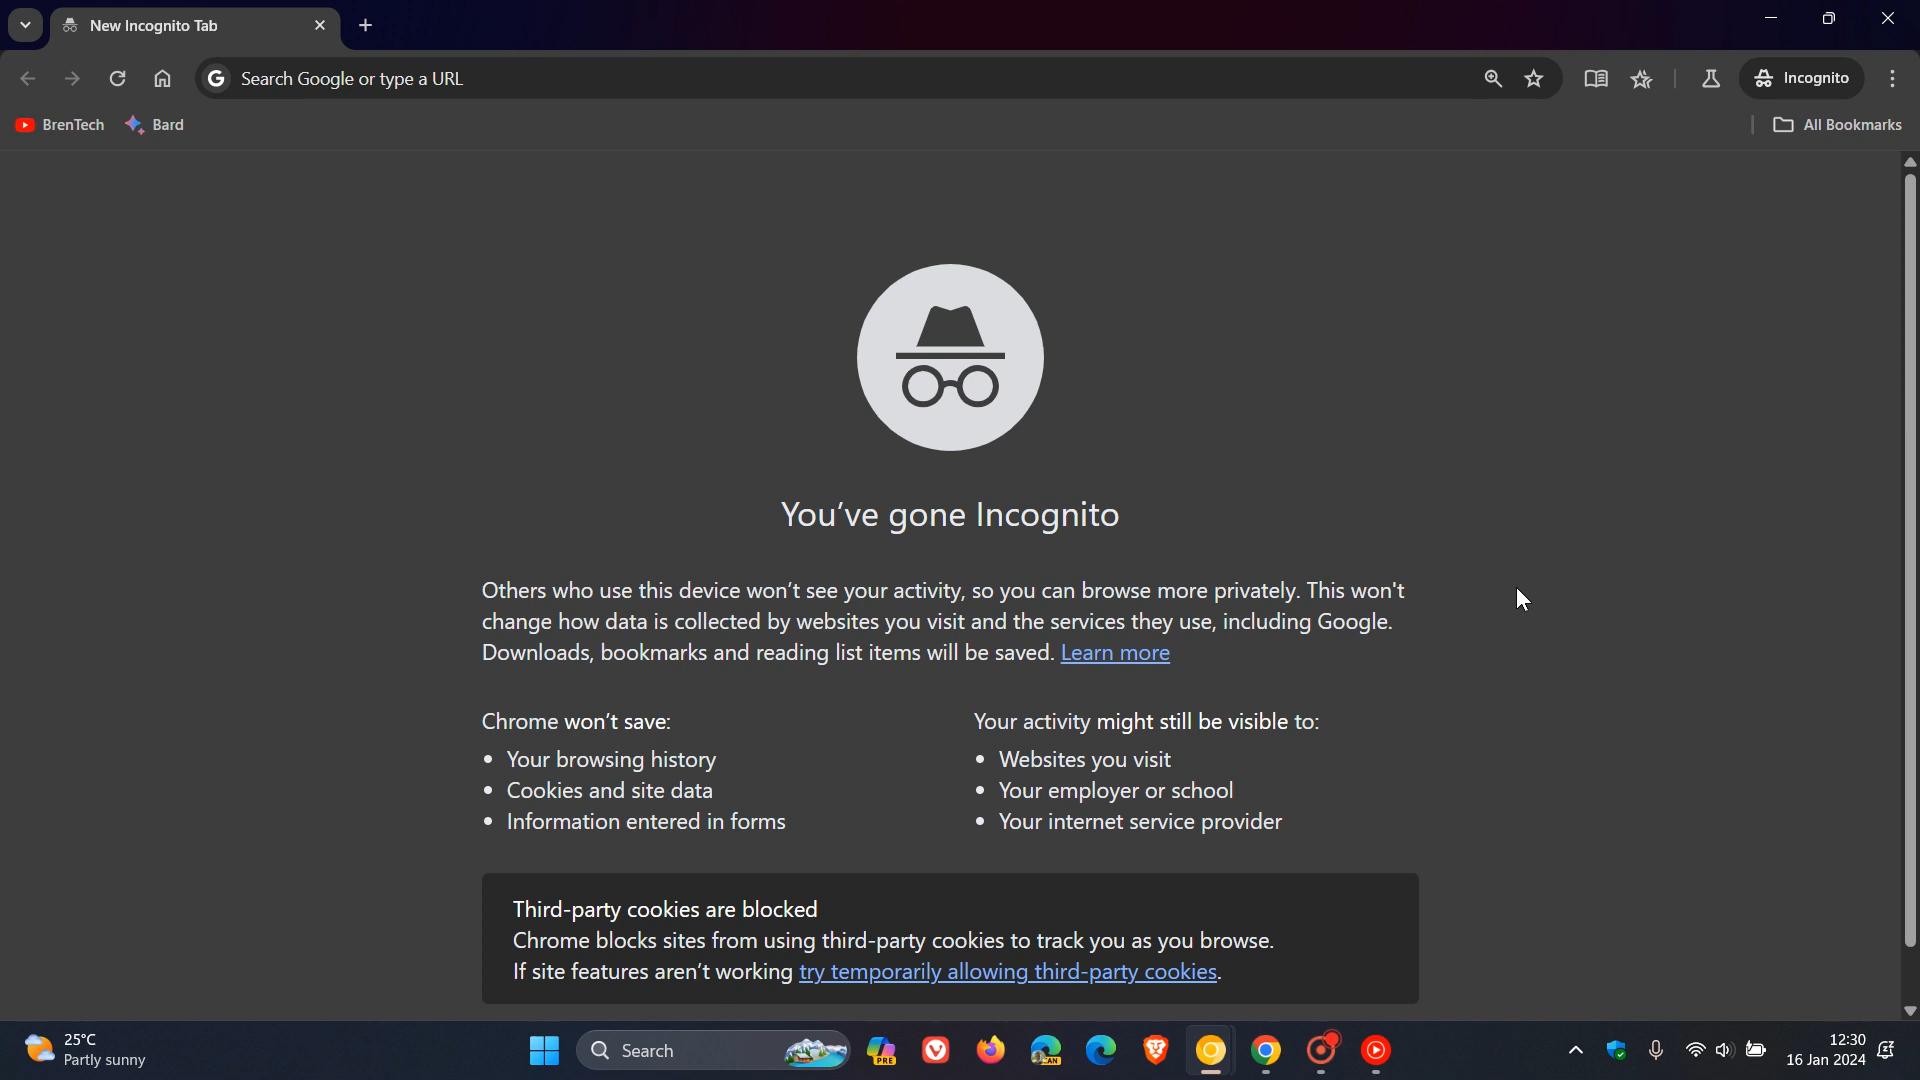 New Incognito Tab
Search Google or type a URL
Incognito
BrenTech
Bard
All Bookmarks
You've gone Incognito
Others who use this device won't see your activity, so you can browse more privately. This won't
change how data is collected by websites you visit and the services they use, including Google.
Downloads, bookmarks and reading list items will be saved. Learn more
Chrome won't save:
• Your browsing history
• Cookies and site data
• Information entered in forms
Your activity might still be visible to:
• Websites you visit
• Your employer or school
• Your internet service provider
Third-party cookies are blocked
Chrome blocks sites from using third-party cookies to track you as you browse.
If site features aren't working try temporarily allowing third-party cookies.
25°C
Partly sunny
Search
PRE
CAN
12:30
16 Jan 2024